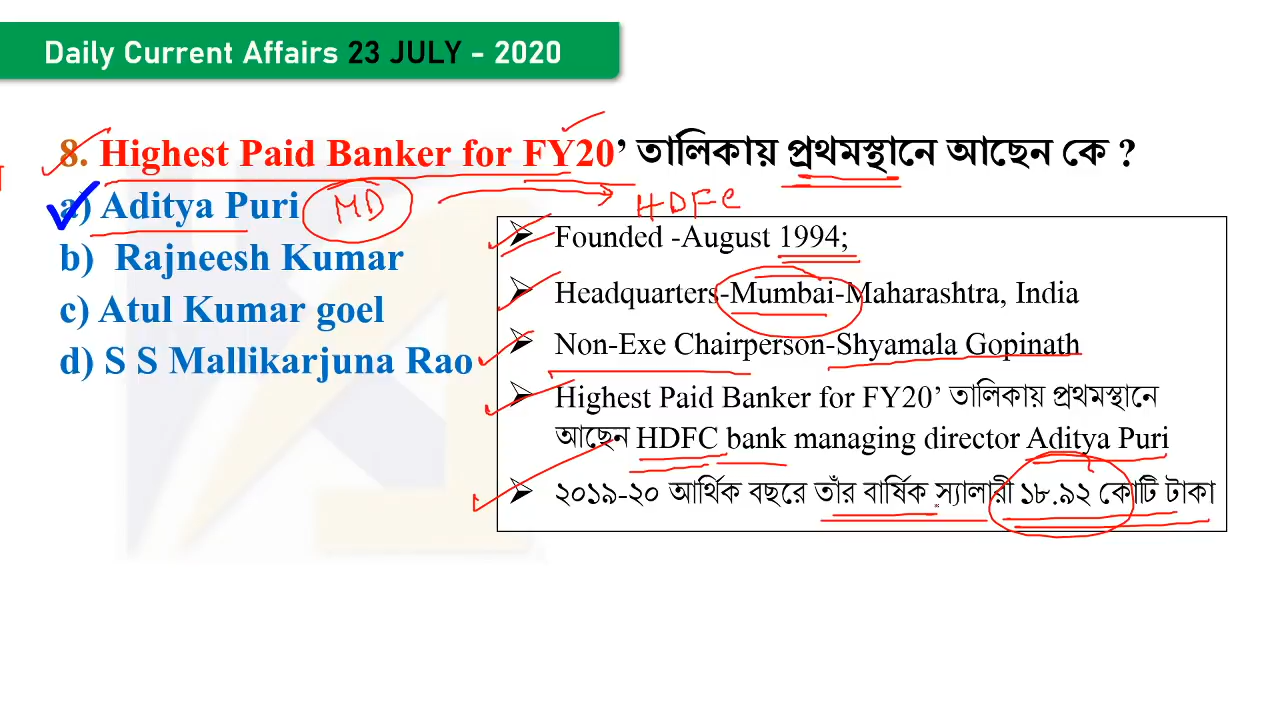 Daily Current Affairs 23 JULY - 2020
8. Highest Paid Banker for FY20’ তালিকায় প্রথমস্থানে আছেন কে ?
a) Aditya Puri MD HDFC
b) Rajneesh Kumar
c) Atul Kumar goel
d) S S Mallikarjuna Rao
➢ Founded -August 1994;
➢ Headquarters-Mumbai-Maharashtra, India
➢ Non-Exe Chairperson-Shyamala Gopinath
➢ Highest Paid Banker for FY20’ তালিকায় প্রথমস্থানে
আছেন HDFC bank managing director Aditya Puri
➢ ২০১৯-২০ আর্থিক বছরে তাঁর বার্ষিক স্যালারী ১৮.৯২ কোটি টাকা